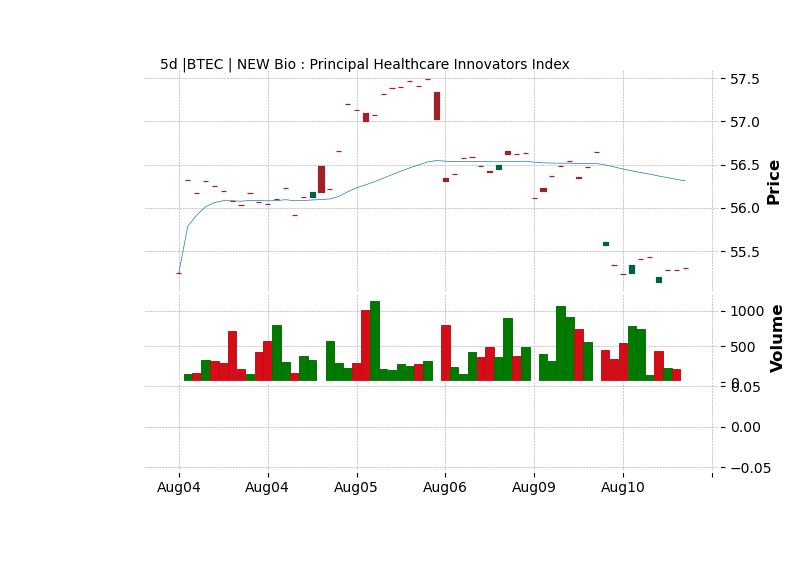 5d |BTEC | NEW Bio : Principal Healthcare Innovators Index
57.5
57.0
56.5
56.0
55.5
Price
1000
500
0
Volume
0.05
0.00
−0.05
Aug04 Aug04 Aug05 Aug06 Aug09 Aug10